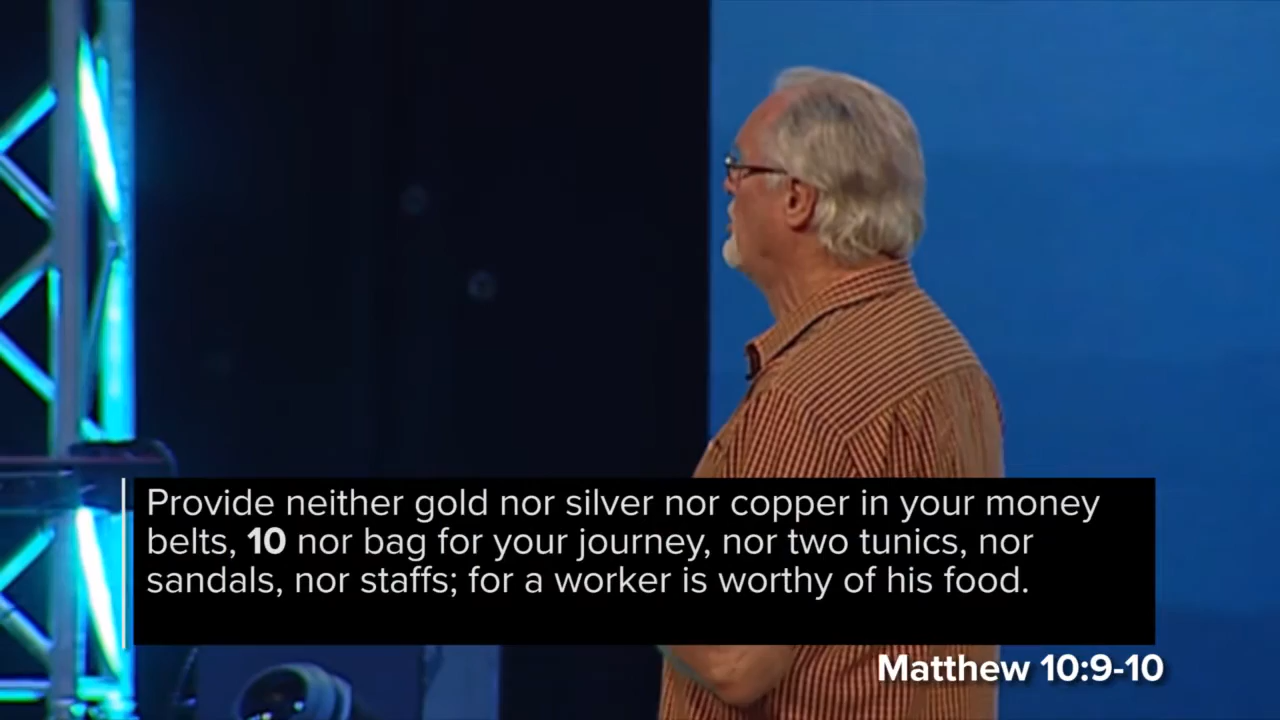 Provide neither gold nor silver nor copper in your money
belts, 10 nor bag for your journey, nor two tunics, nor
sandals, nor staffs; for a worker is worthy of his food.
Matthew 10:9-10